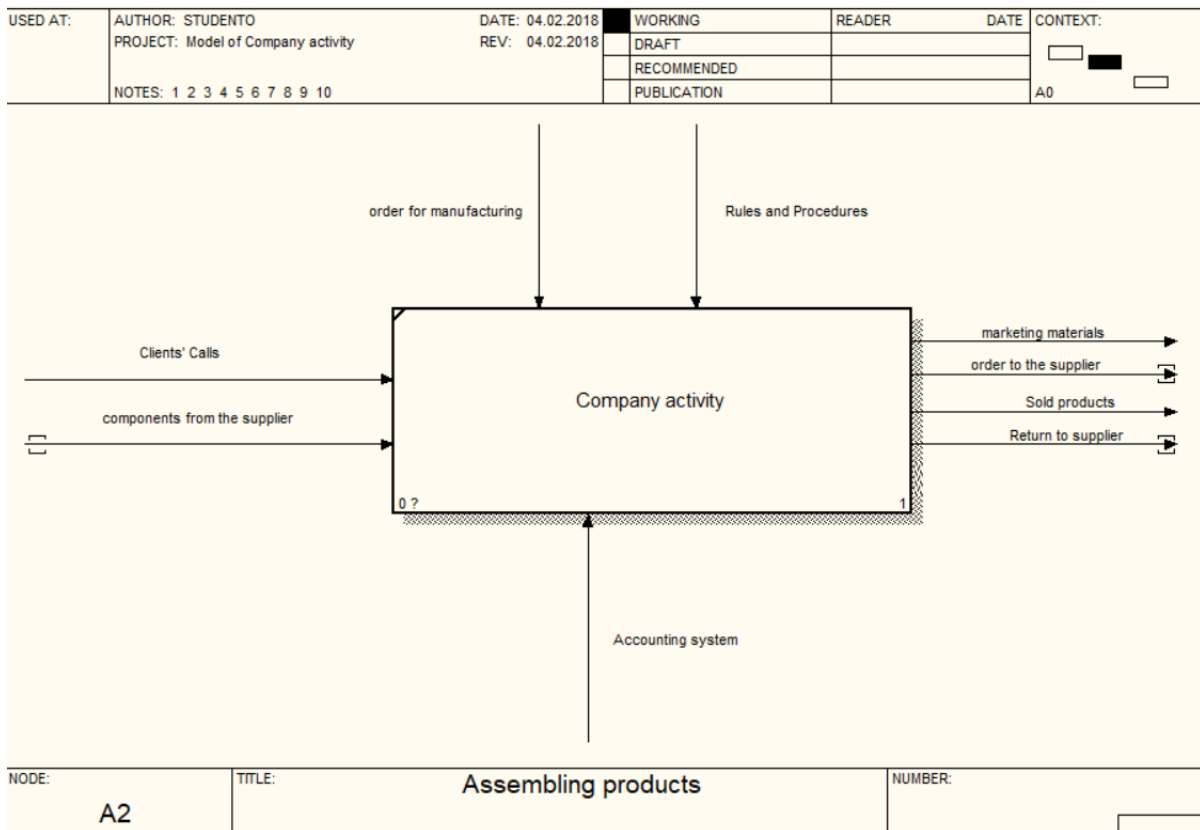 USED AT:
AUTHOR: STUDENTO
DATE: 04.02.2018
PROJECT: Model of Company activity
REV: 04.02.2018
NOTES: 1 2 3 4 5 6 7 8 9 10
WORKING
DRAFT
RECOMMENDED
PUBLICATION
READER
DATE
CONTEXT:
A0
order for manufacturing
Rules and Procedures
Clients' Calls
components from the supplier
Company activity
0 ?
1
marketing materials
order to the supplier
Sold products
Return to supplier
Accounting system
NODE:
A2
TITLE:
Assembling products
NUMBER: